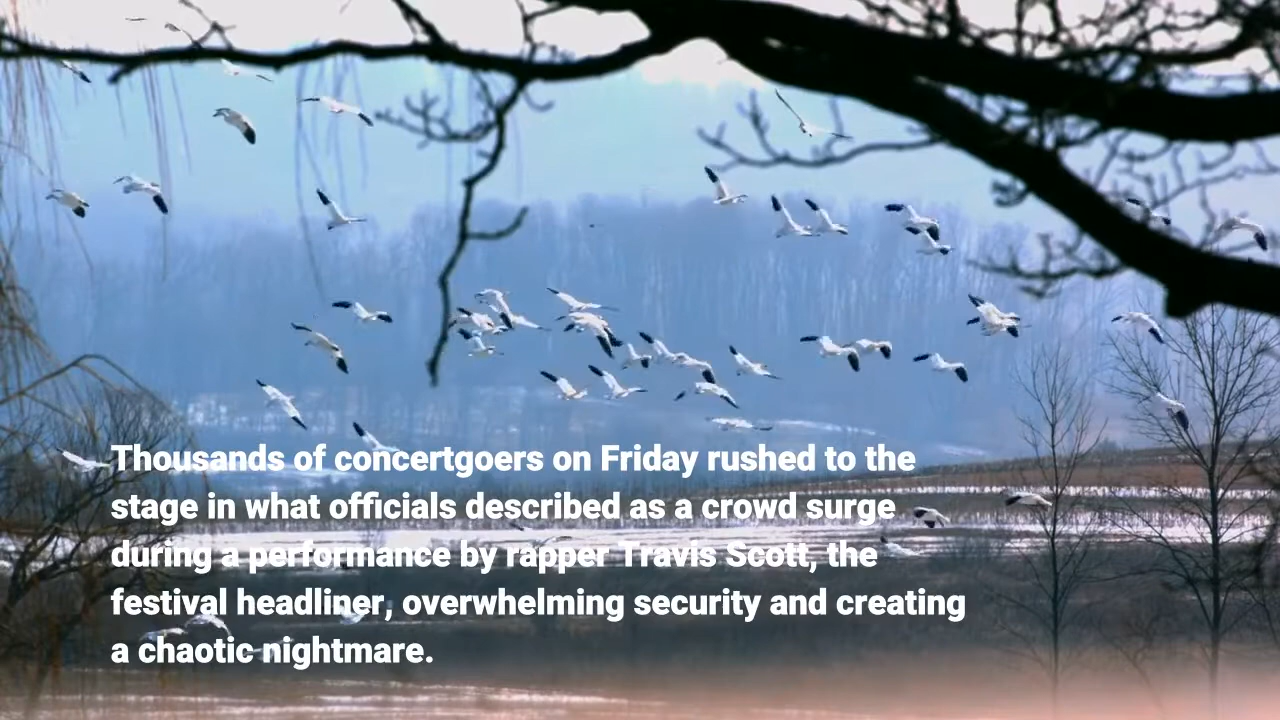 Thousands of concertgoers on Friday rushed to the
stage in what officials described as a crowd surge
during a performance by rapper Travis Scott, the
festival headliner, overwhelming security and creating
a chaotic nightmare.